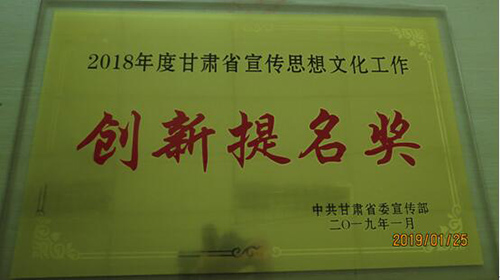 2018年度甘肃省宣传思想文化工作
创新提名奖
中共甘肃省委宣传部
二〇一九年一月
2019/01/25